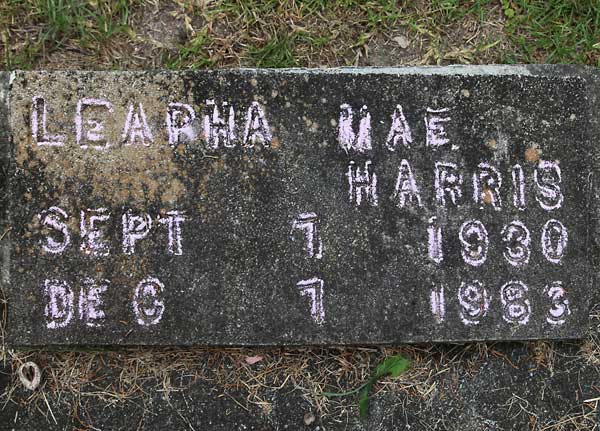 LEARHA MAE
HARRIS
SEPT 7 1930
DEC 7 1983